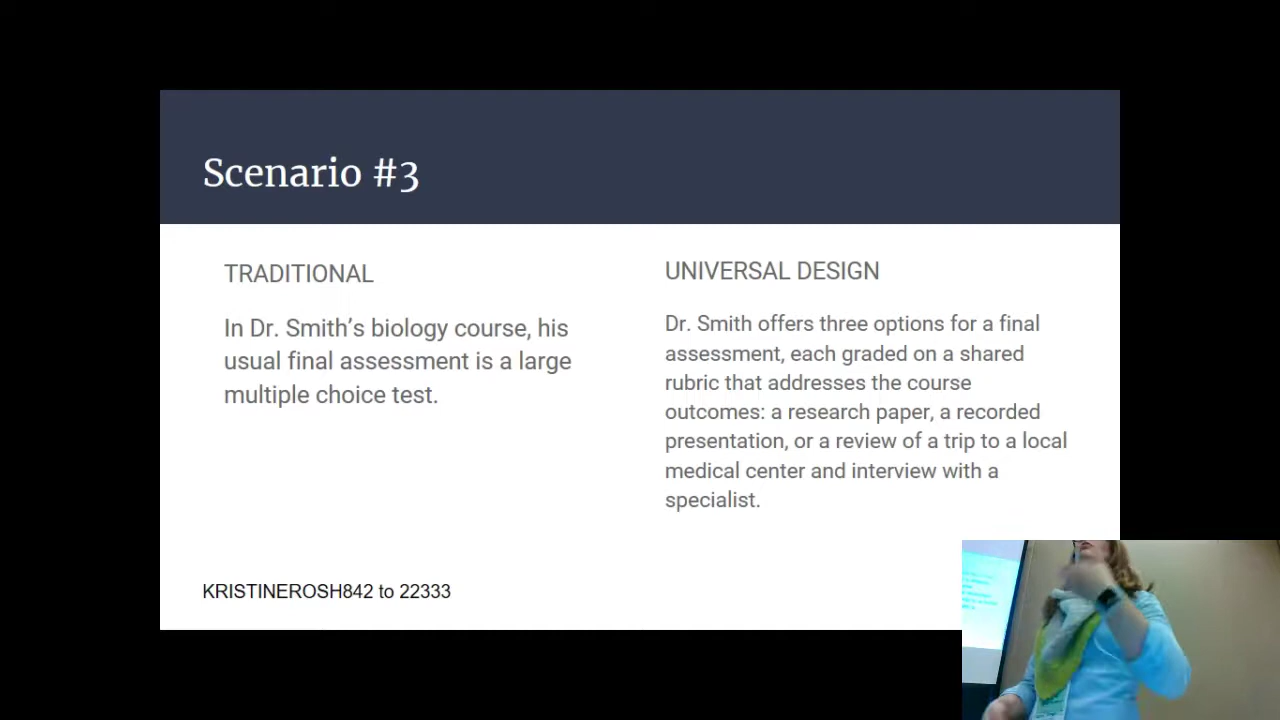 Scenario #3
TRADITIONAL
In Dr. Smith’s biology course, his
usual final assessment is a large
multiple choice test.
UNIVERSAL DESIGN
Dr. Smith offers three options for a final
assessment, each graded on a shared
rubric that addresses the course
outcomes: a research paper, a recorded
presentation, or a review of a trip to a local
medical center and interview with a
specialist.
KRISTINEROSH842 to 22333